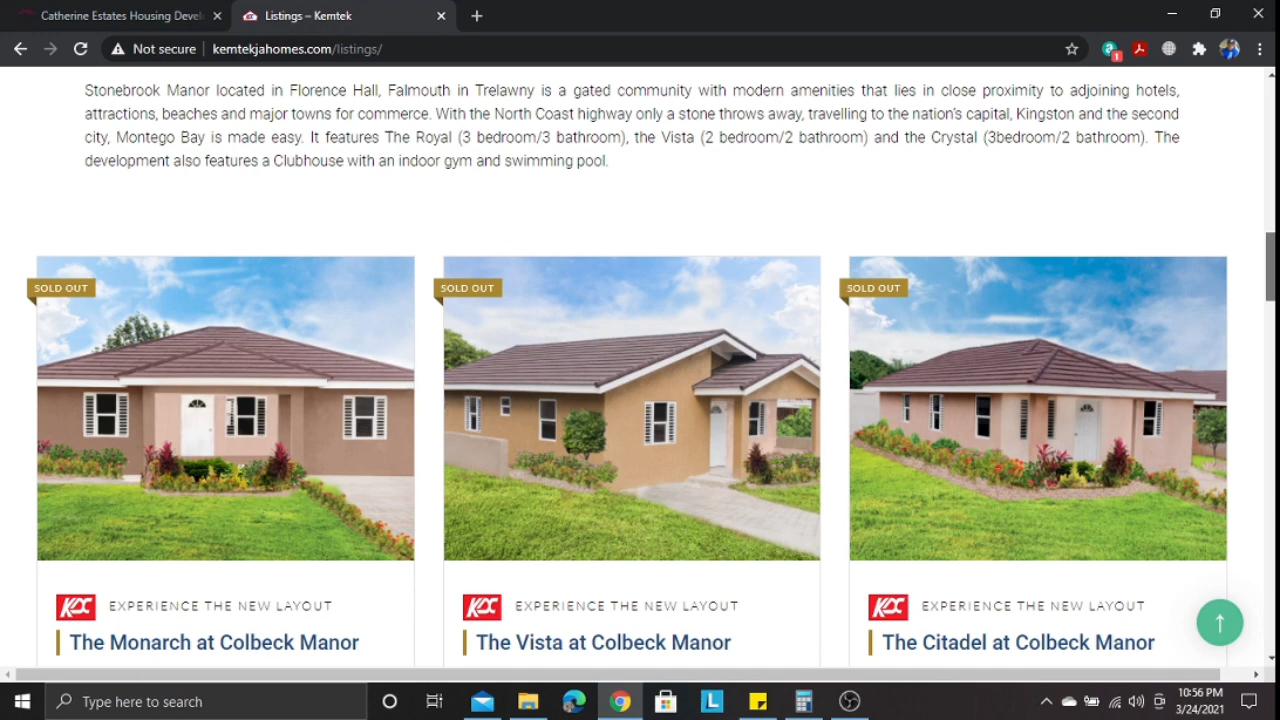 Catherine Estates Housing Devel
Listings – Kemtek
Not secure
kemtekjahomes.com/listings/
1
Stonebrook Manor located in Florence Hall, Falmouth in Trelawny is a gated community with modern amenities that lies in close proximity to adjoining hotels,
attractions, beaches and major towns for commerce. With the North Coast highway only a stone throws away, travelling to the nation's capital, Kingston and the second
city, Montego Bay is made easy. It features The Royal (3 bedroom/3 bathroom), the Vista (2 bedroom/2 bathroom) and the Crystal (3bedroom/2 bathroom). The
development also features a Clubhouse with an indoor gym and swimming pool.
SOLD OUT
SOLD OUT
SOLD OUT
KDC EXPERIENCE THE NEW LAYOUT
The Monarch at Colbeck Manor
KDC EXPERIENCE THE NEW LAYOUT
The Vista at Colbeck Manor
KDC EXPERIENCE THE NEW LAYOUT
The Citadel at Colbeck Manor
Type here to search
L
10:56 PM
3/24/2021